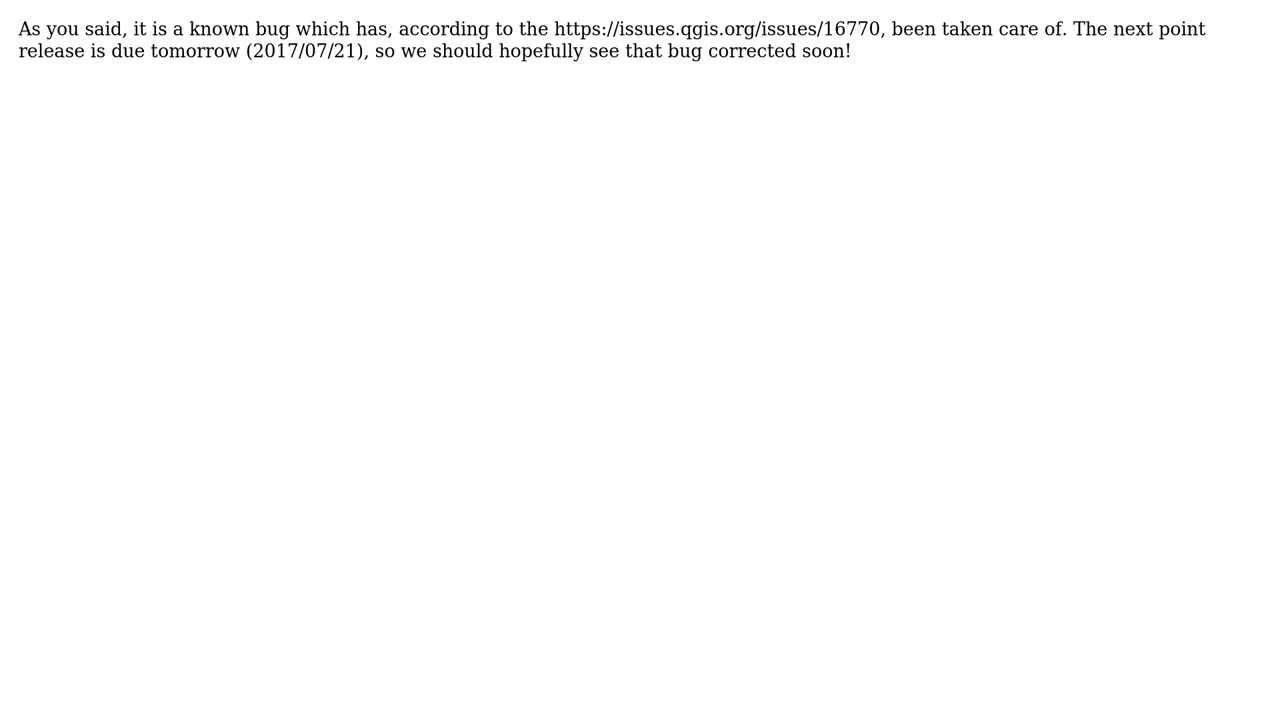 As you said, it is a known bug which has, according to the https://issues.qgis.org/issues/16770, been taken care of. The next point
release is due tomorrow (2017/07/21), so we should hopefully see that bug corrected soon!